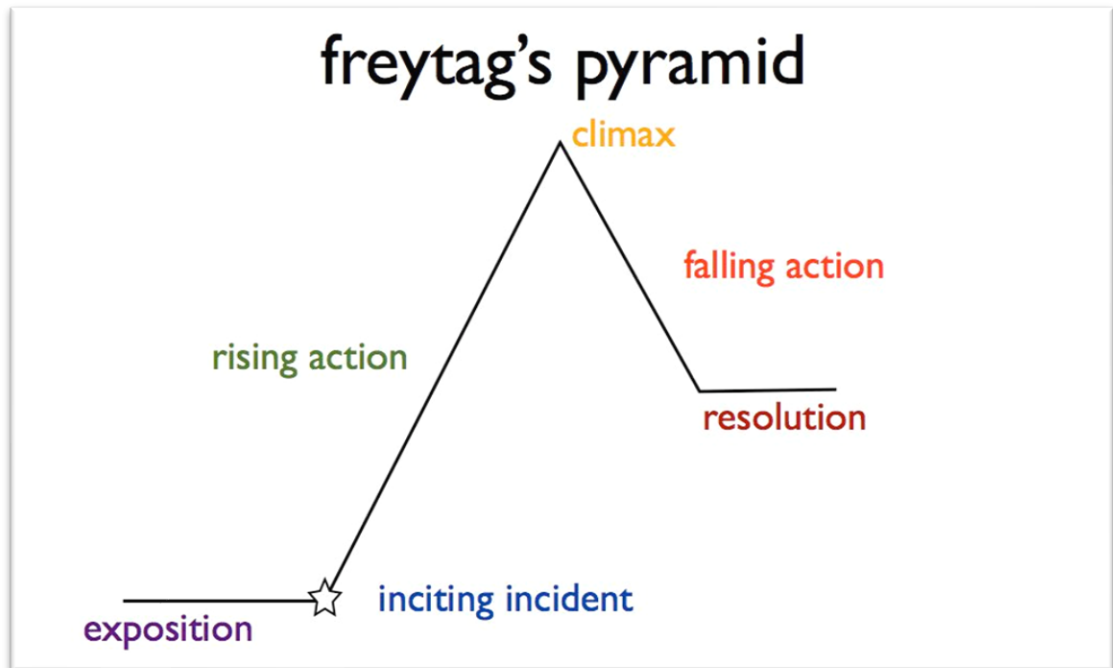 freytag's pyramid
climax
falling action
rising action
resolution
inciting incident
exposition